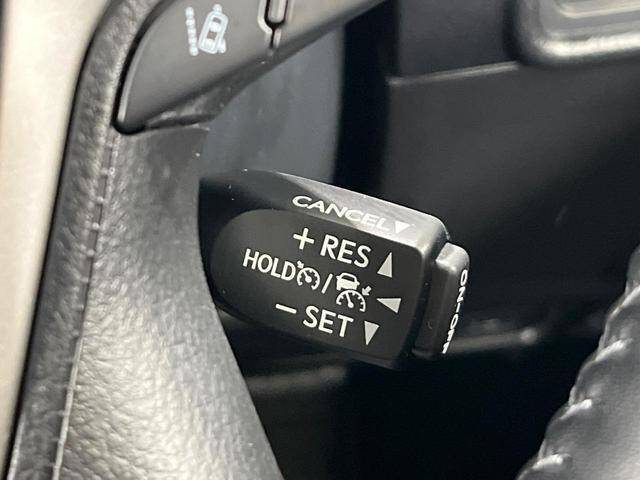 CANCEL▼
+RES▲
HOLD / ◀
−SET▼
ON-OFF